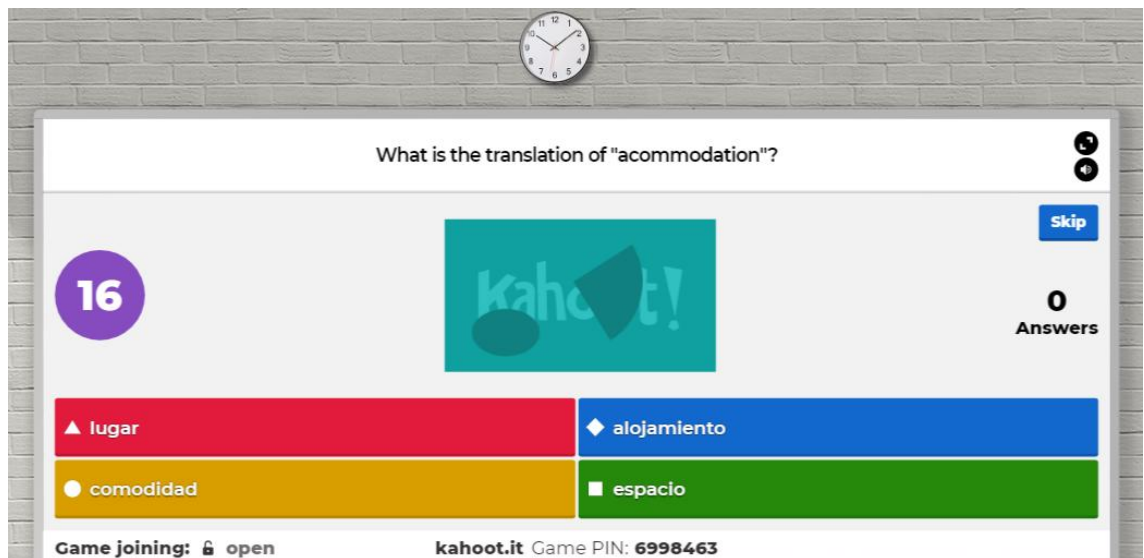 What is the translation of "acommodation"?
Skip
16
Kahoot!
0
Answers
lugar
alojamiento
comodidad
espacio
Game joining: open
kahoot.it Game PIN: 6998463